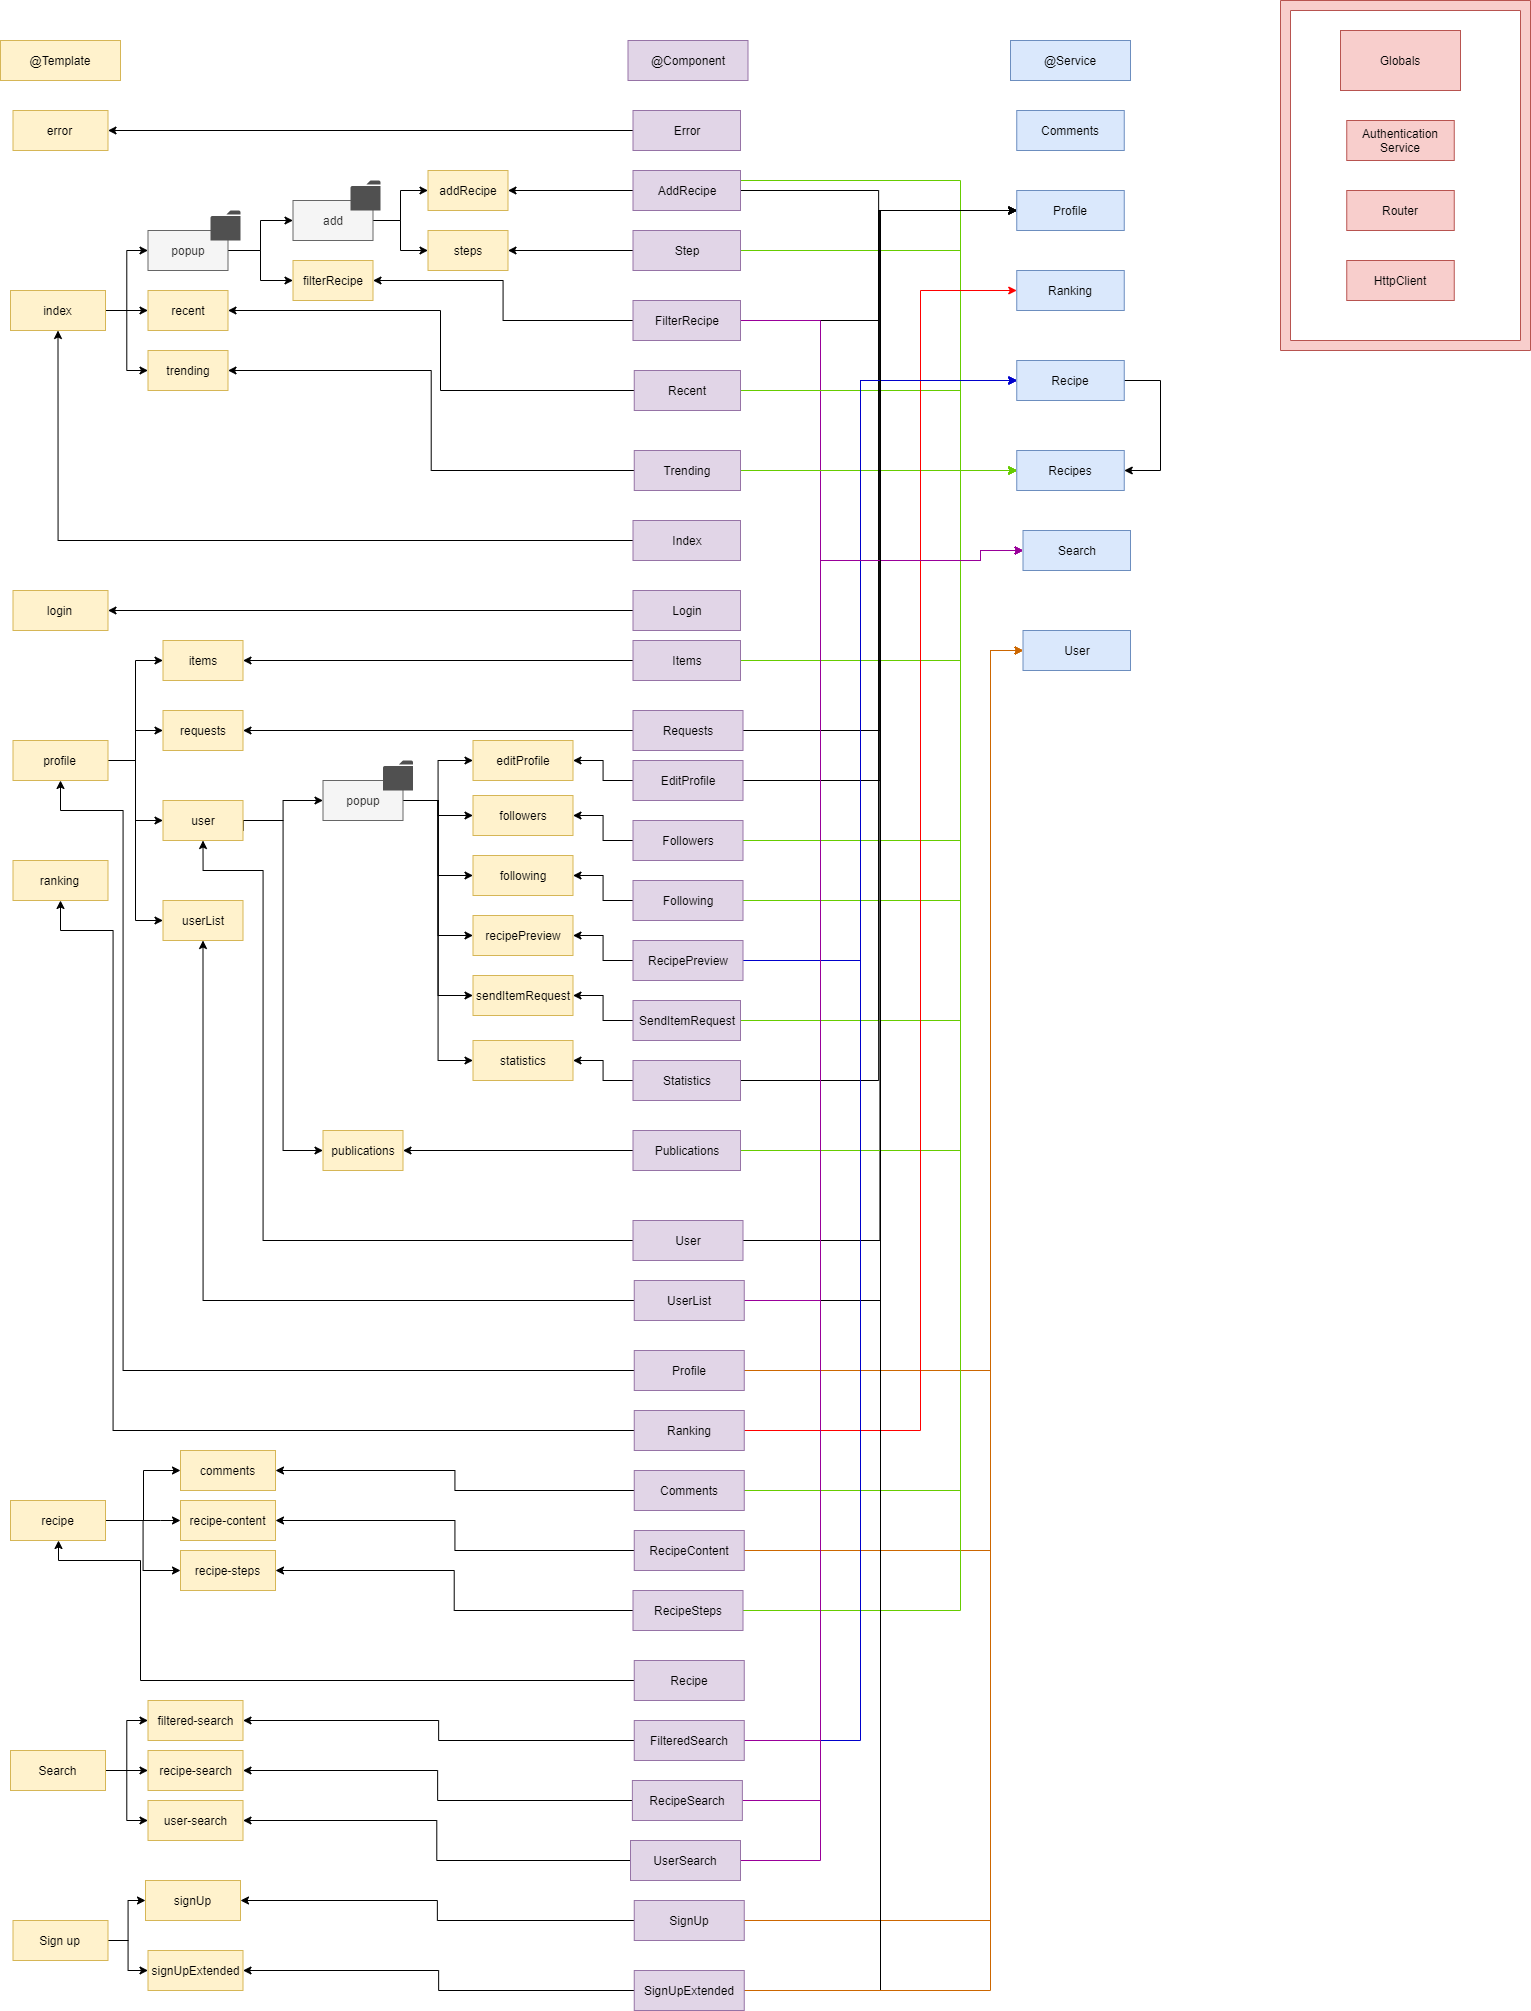 @Template
@Component
@Service
Globals
error
Error
Comments
Authentication
Service
addRecipe
AddRecipe
Profile
Router
add
popup
steps
Step
filterRecipe
HttpClient
index
recent
FilterRecipe
Ranking
trending
Recent
Recipe
Trending
Recipes
Index
Search
login
Login
items
Items
User
requests
Requests
profile
editProfile
EditProfile
popup
user
followers
Followers
ranking
following
Following
userList
recipePreview
RecipePreview
sendItemRequest
SendItemRequest
statistics
Statistics
publications
Publications
User
UserList
Profile
Ranking
comments
Comments
recipe
recipe-content
RecipeContent
recipe-steps
RecipeSteps
Recipe
filtered-search
FilteredSearch
Search
recipe-search
RecipeSearch
user-search
UserSearch
signUp
SignUp
Sign up
signUpExtended
SignUpExtended